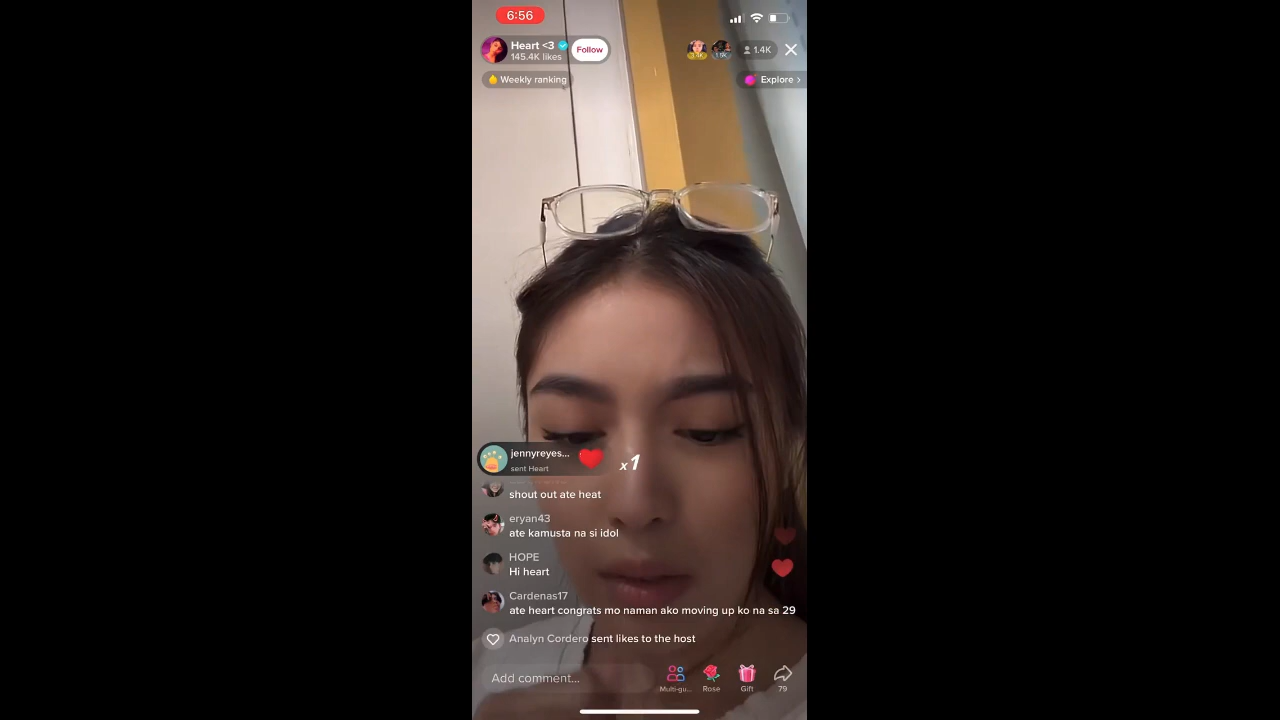 6:56
Heart <3
145.4K likes
Follow
1.4K
Weekly ranking
Explore >
jennyreyes...
sent Heart
x1
shout out ate heat
eryan43
ate kamusta na si idol
HOPE
Hi heart
Cardenas17
ate heart congrats mo naman ako moving up ko na sa 29
Analyn Cordero sent likes to the host
Add comment...
Multi-gu...
Rose
Gift
79